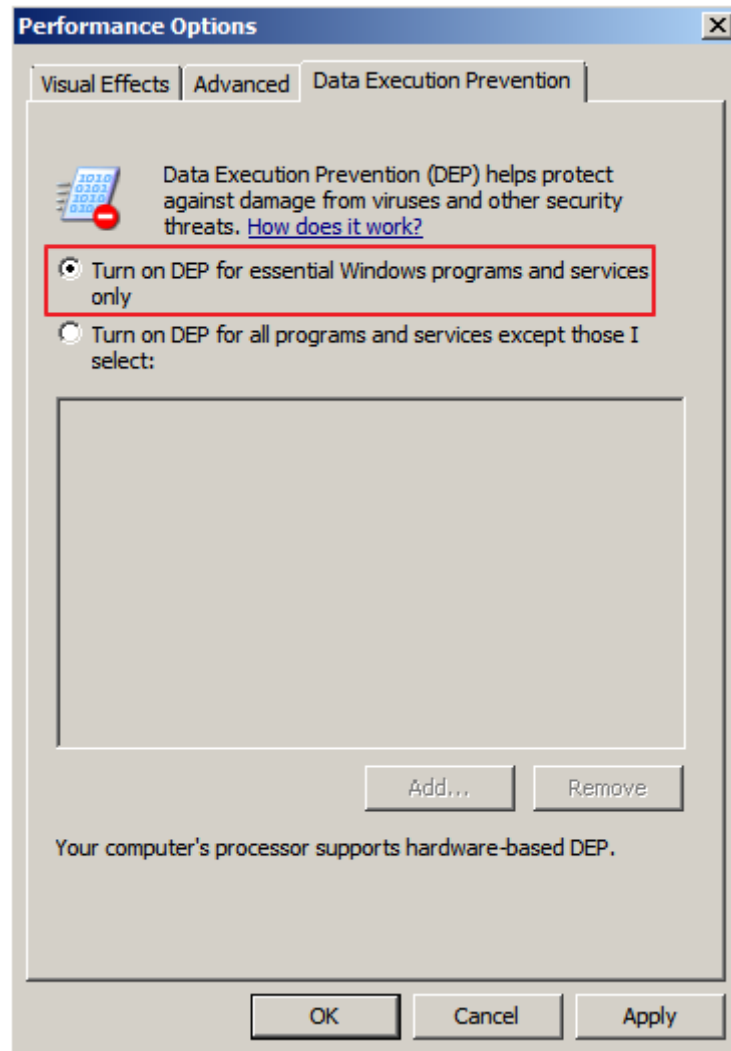 Performance Options
Visual Effects
Advanced
Data Execution Prevention
Data Execution Prevention (DEP) helps protect
against damage from viruses and other security
threats. How does it work?
Turn on DEP for essential Windows programs and services
only
Turn on DEP for all programs and services except those I
select:
Add...
Remove
Your computer's processor supports hardware-based DEP.
OK
Cancel
Apply